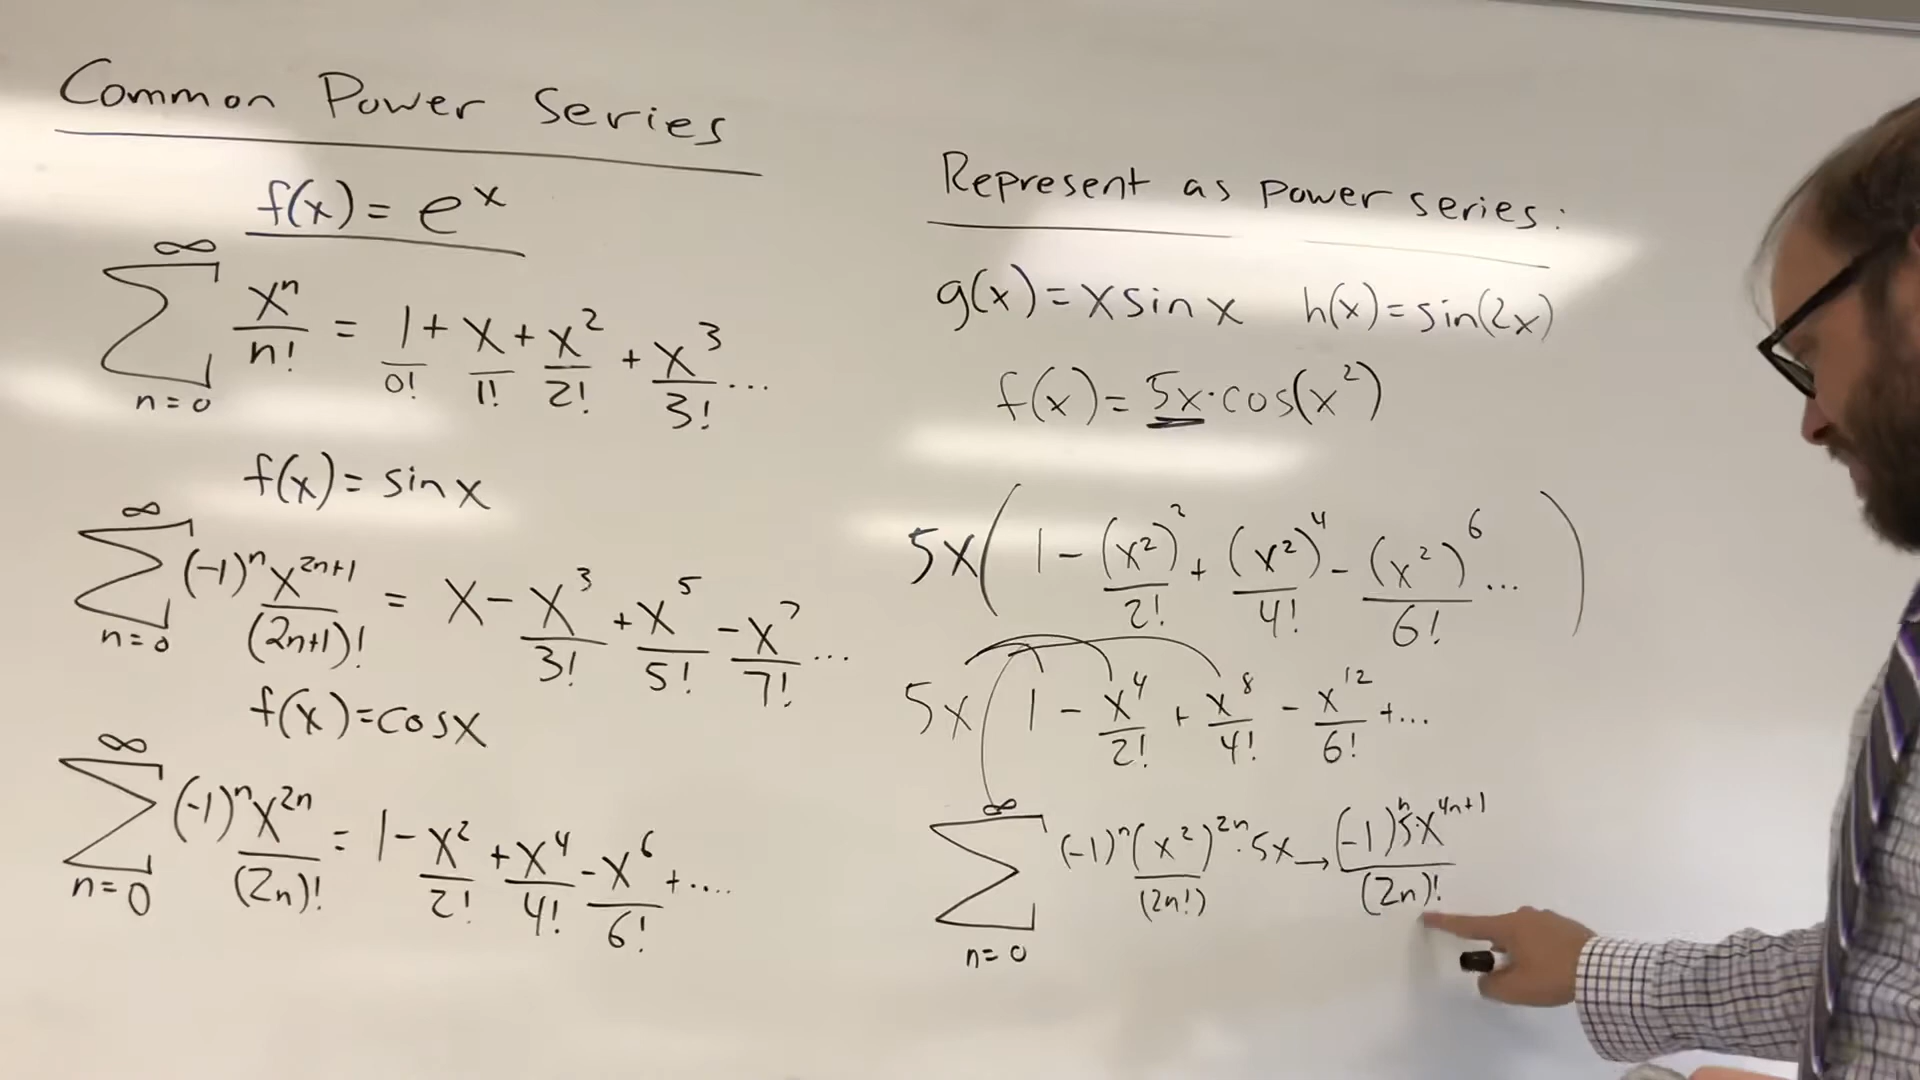 Common Power Series
f(x) = e^x
∞
∑ x^n/n! = 1/0! + x/1! + x^2/2! + x^3/3! ...
n=0
f(x) = sin x
∞
∑ (-1)^n x^(2n+1)/(2n+1)! = x - x^3/3! + x^5/5! - x^7/7! ...
n=0
f(x) = cos x
∞
∑ (-1)^n x^(2n)/(2n)! = 1 - x^2/2! + x^4/4! - x^6/6! + ....
n=0
Represent as power series:
g(x) = x sin x h(x) = sin(2x)
f(x) = 5x·cos(x^2)
5x( 1 - (x^2)^2/2! + (x^2)^4/4! - (x^2)^6/6! ... )
5x( 1 - x^4/2! + x^8/4! - x^12/6! + ...
∞
∑ (-1)^n (x^2)^(2n)/(2n!) · 5x → (-1)^n 5x^(4n+1)/(2n)!
n=0